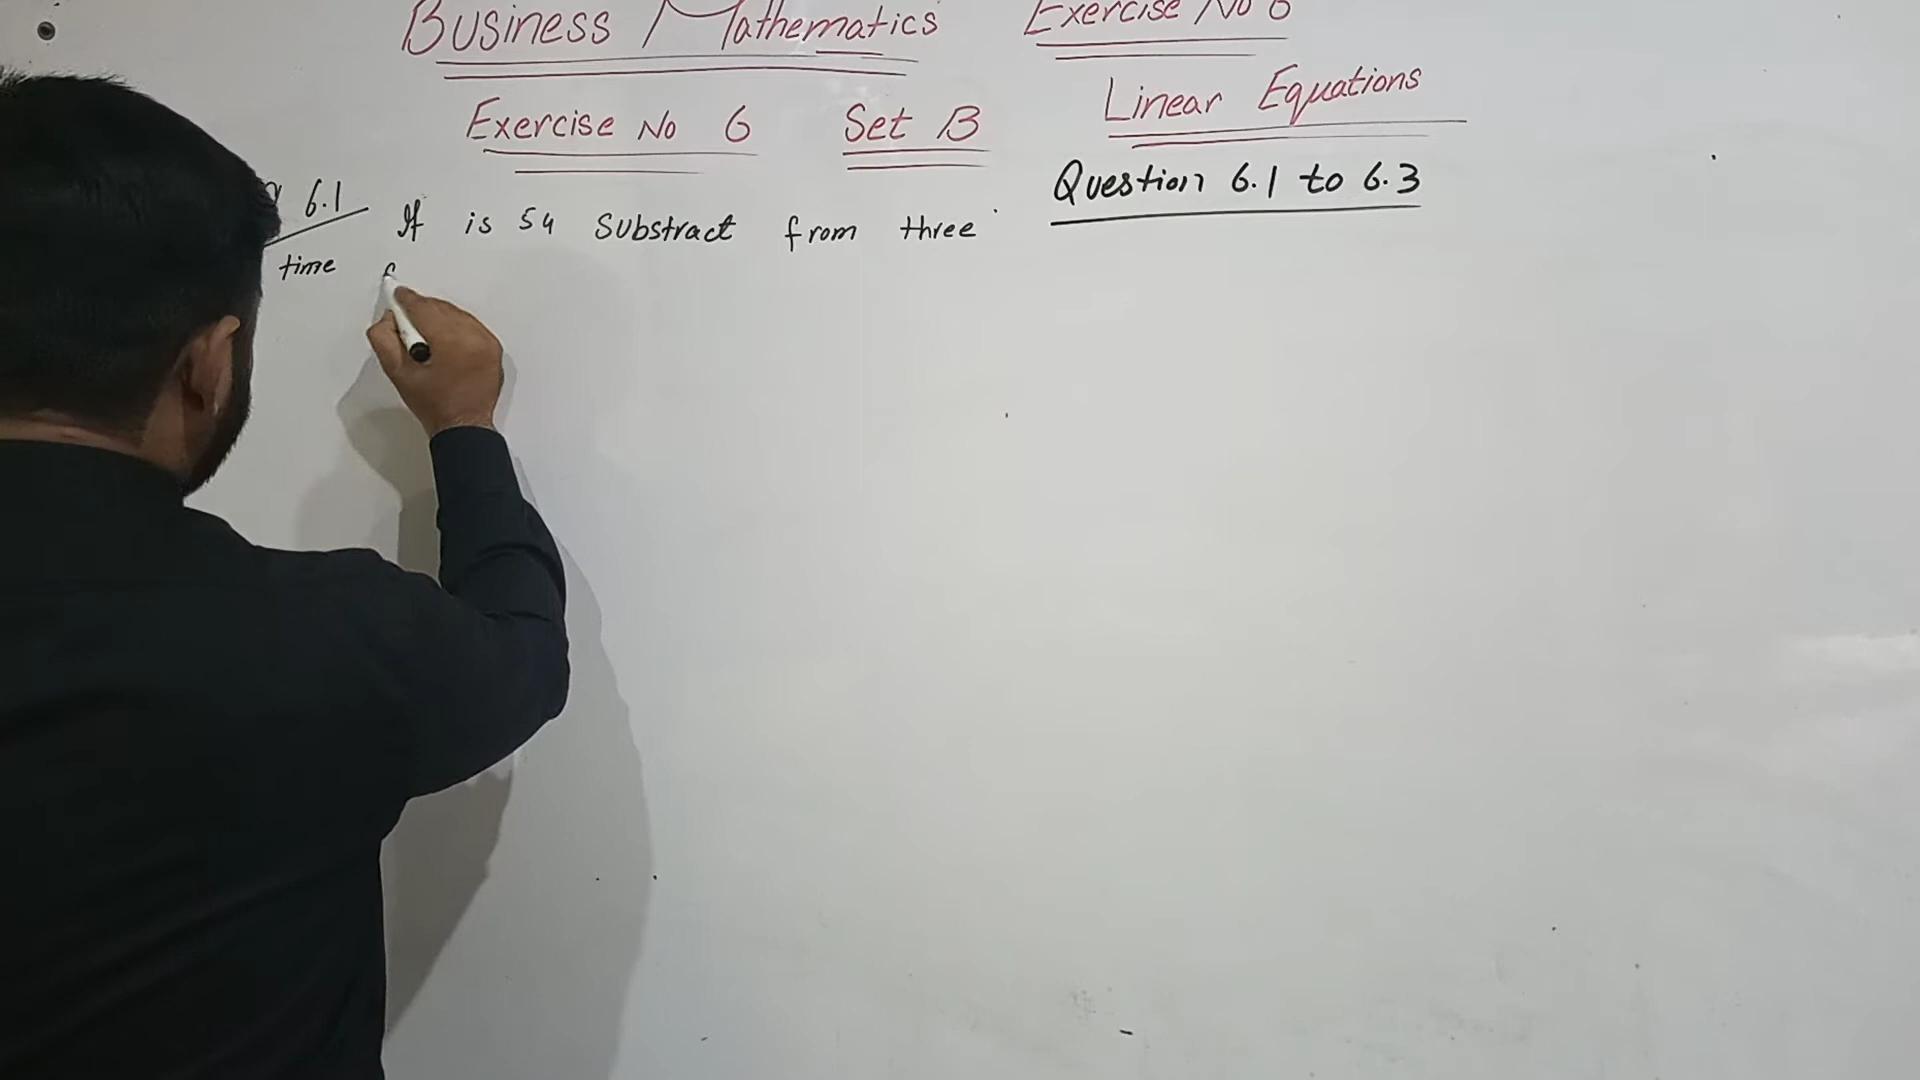 Business Mathematics Exercise No 6
Exercise No 6 Set B Linear Equations
Question 6.1 to 6.3
6.1 If is 54 Substract from three
time